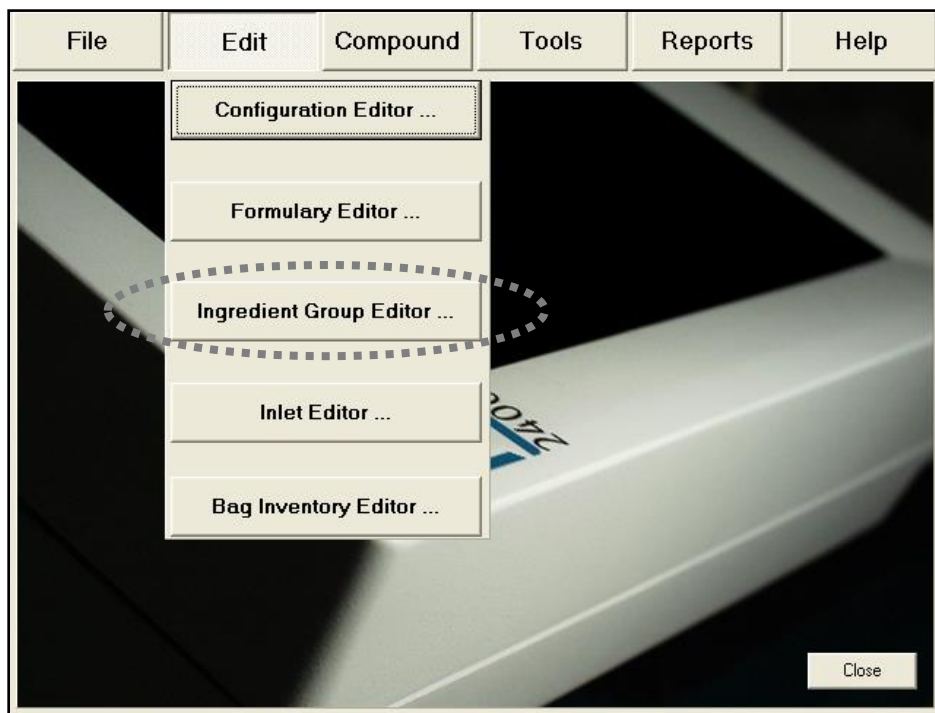 File Edit Compound Tools Reports Help
Configuration Editor ...
Formulary Editor ...
Ingredient Group Editor ...
Inlet Editor ...
Bag Inventory Editor ...
Close